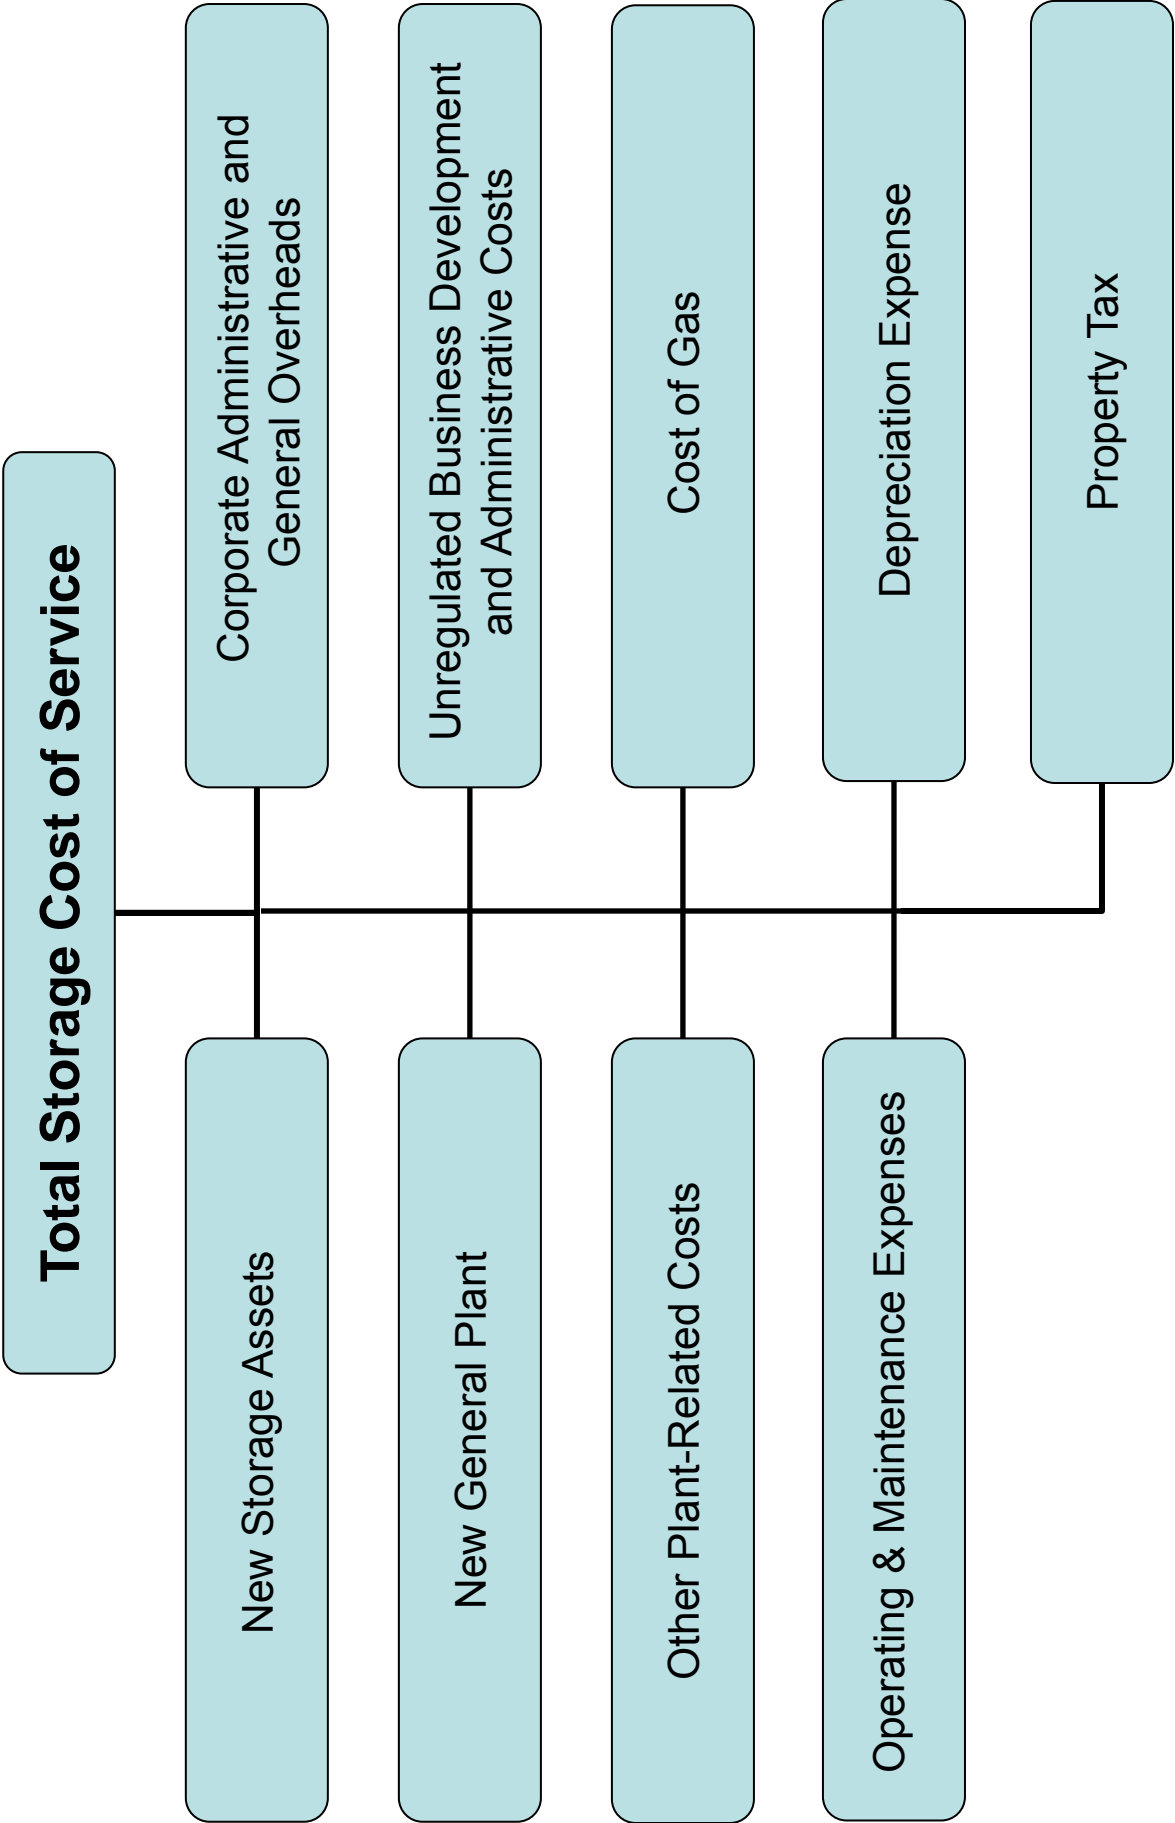 Total Storage Cost of Service
New Storage Assets
Corporate Administrative and
General Overheads
New General Plant
Unregulated Business Development
and Administrative Costs
Other Plant-Related Costs
Cost of Gas
Operating & Maintenance Expenses
Depreciation Expense
Property Tax